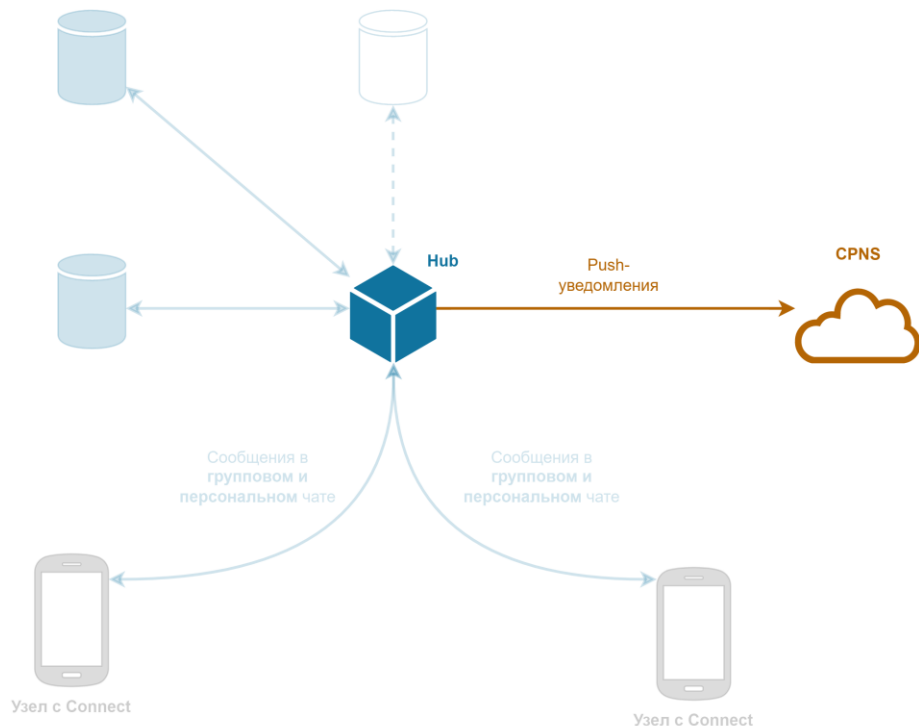 Hub
CPNS
Push-
уведомления
Сообщения в
групповом и
персональном чате
Сообщения в
групповом и
персональном чате
Узел с Connect
Узел с Connect